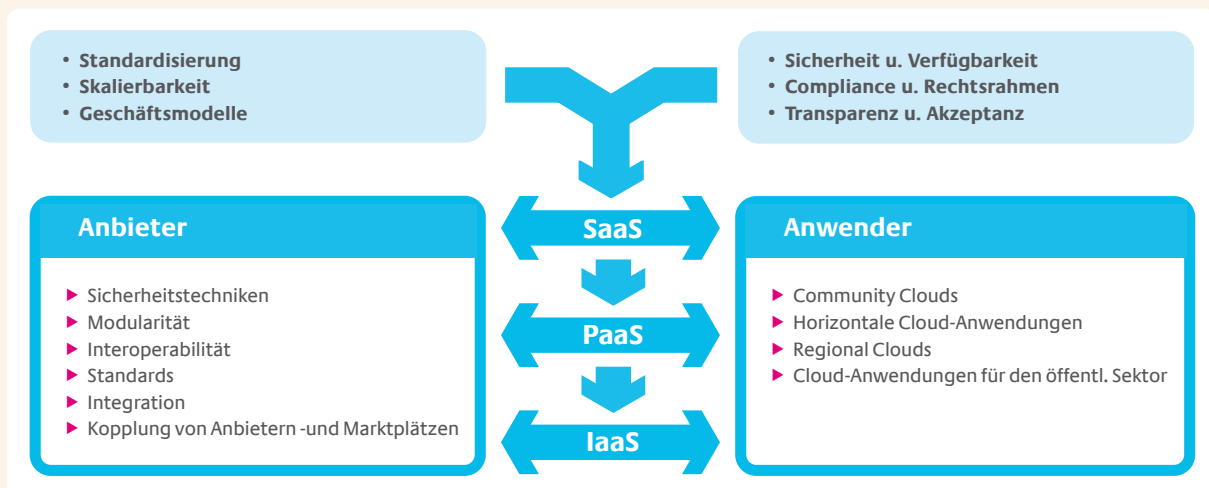 • Standardisierung
• Skalierbarkeit
• Geschäftsmodelle
• Sicherheit u. Verfügbarkeit
• Compliance u. Rechtsrahmen
• Transparenz u. Akzeptanz
Anbieter
▶ Sicherheitstechniken
▶ Modularität
▶ Interoperabilität
▶ Standards
▶ Integration
▶ Kopplung von Anbietern -und Marktplätzen
SaaS
PaaS
IaaS
Anwender
▶ Community Clouds
▶ Horizontale Cloud-Anwendungen
▶ Regional Clouds
▶ Cloud-Anwendungen für den öffentl. Sektor